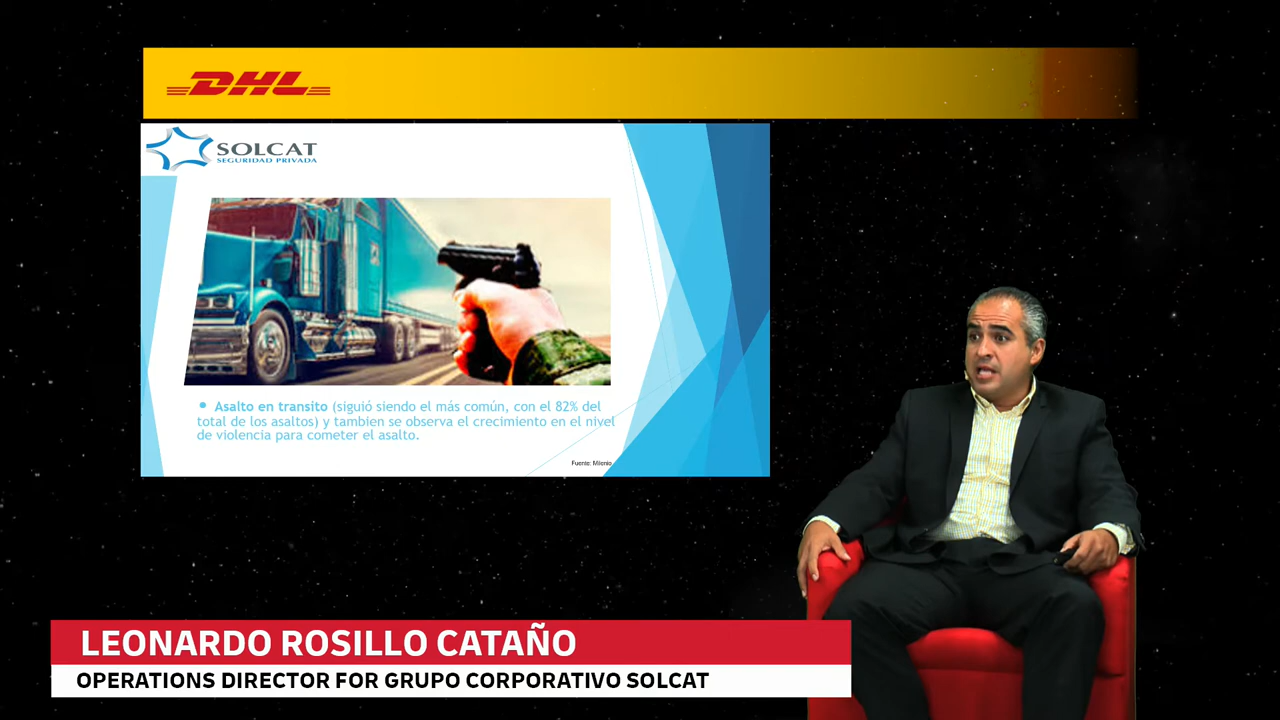 DHL
SOLCAT
SEGURIDAD PRIVADA
• Asalto en transito (siguió siendo el más común, con el 82% del
total de los asaltos) y tambien se observa el crecimiento en el nivel
de violencia para cometer el asalto.
Fuente: Milenio
LEONARDO ROSILLO CATAÑO
OPERATIONS DIRECTOR FOR GRUPO CORPORATIVO SOLCAT